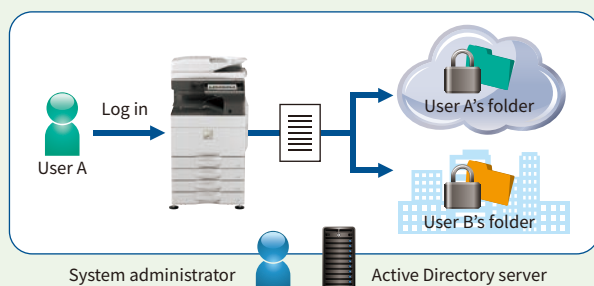 Log in
User A
User A's folder
User B's folder
System administrator
Active Directory server